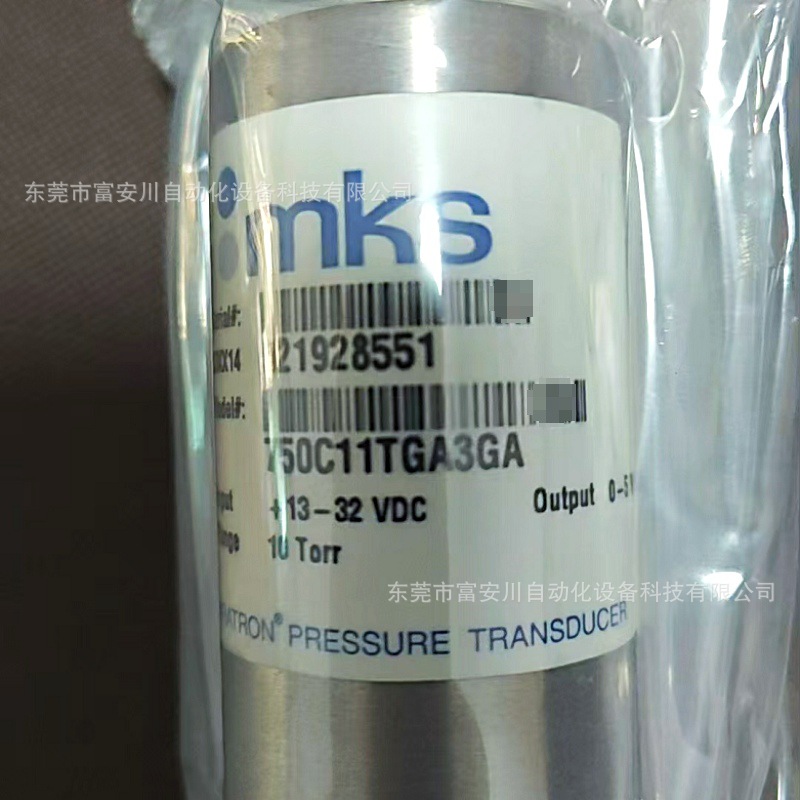 东莞市富安川自动化设备科技有限公司
mks
121928551
750C11TGA3GA
+13-32 VDC Output 0-5 V
10 Torr
东莞市富安川自动化设备科技有限公司
PRESSURE TRANSDUCER